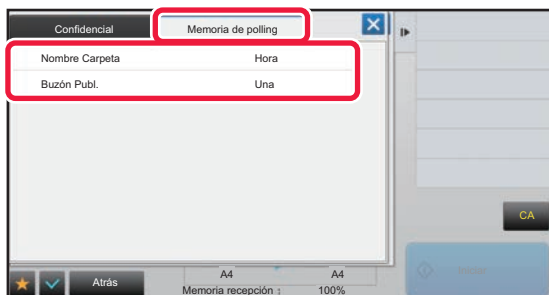 Confidencial Memoria de polling
Nombre Carpeta Hora
Buzón Publ. Una
CA
Atrás A4 A4
Memoria recepción : 100%